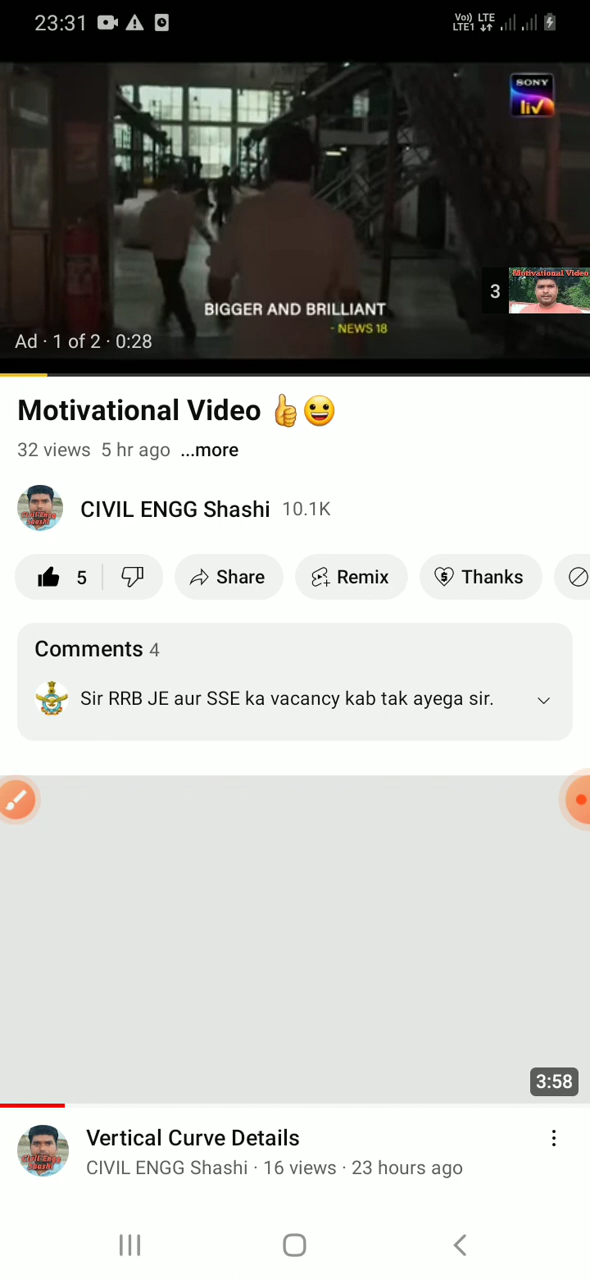 23:31
Vo)) LTE
LTE1
SONY
liv
BIGGER AND BRILLIANT
- NEWS 18
3
Motivational Video
Ad · 1 of 2 · 0:28
Motivational Video 👍😀
32 views 5 hr ago ...more
CIVIL ENGG Shashi 10.1K
5 Share Remix Thanks
Comments 4
Sir RRB JE aur SSE ka vacancy kab tak ayega sir.
3:58
Vertical Curve Details
CIVIL ENGG Shashi · 16 views · 23 hours ago